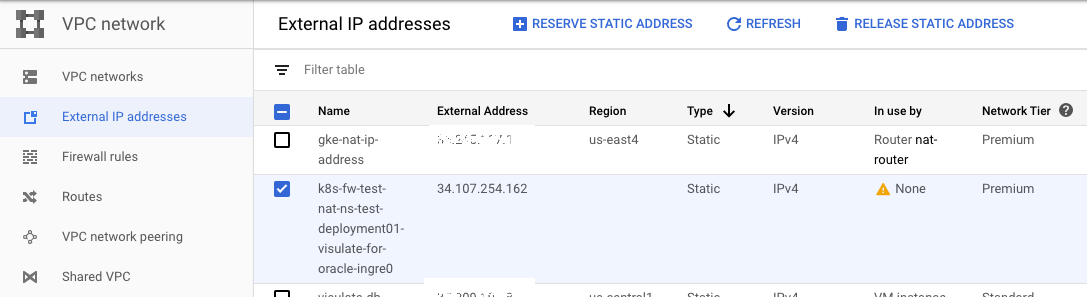 VPC network
External IP addresses
RESERVE STATIC ADDRESS
REFRESH
RELEASE STATIC ADDRESS
VPC networks
External IP addresses
Firewall rules
Routes
VPC network peering
Shared VPC
Filter table
Name External Address Region Type Version In use by Network Tier
gke-nat-ip-
address
us-east4 Static IPv4
Router nat-
router
Premium
k8s-fw-test-
nat-ns-test-
deployment01-
visulate-for-
oracle-ingre0
34.107.254.162 Static IPv4 None Premium
visulate-db us-central1 Static IPv4 VM instance Standard